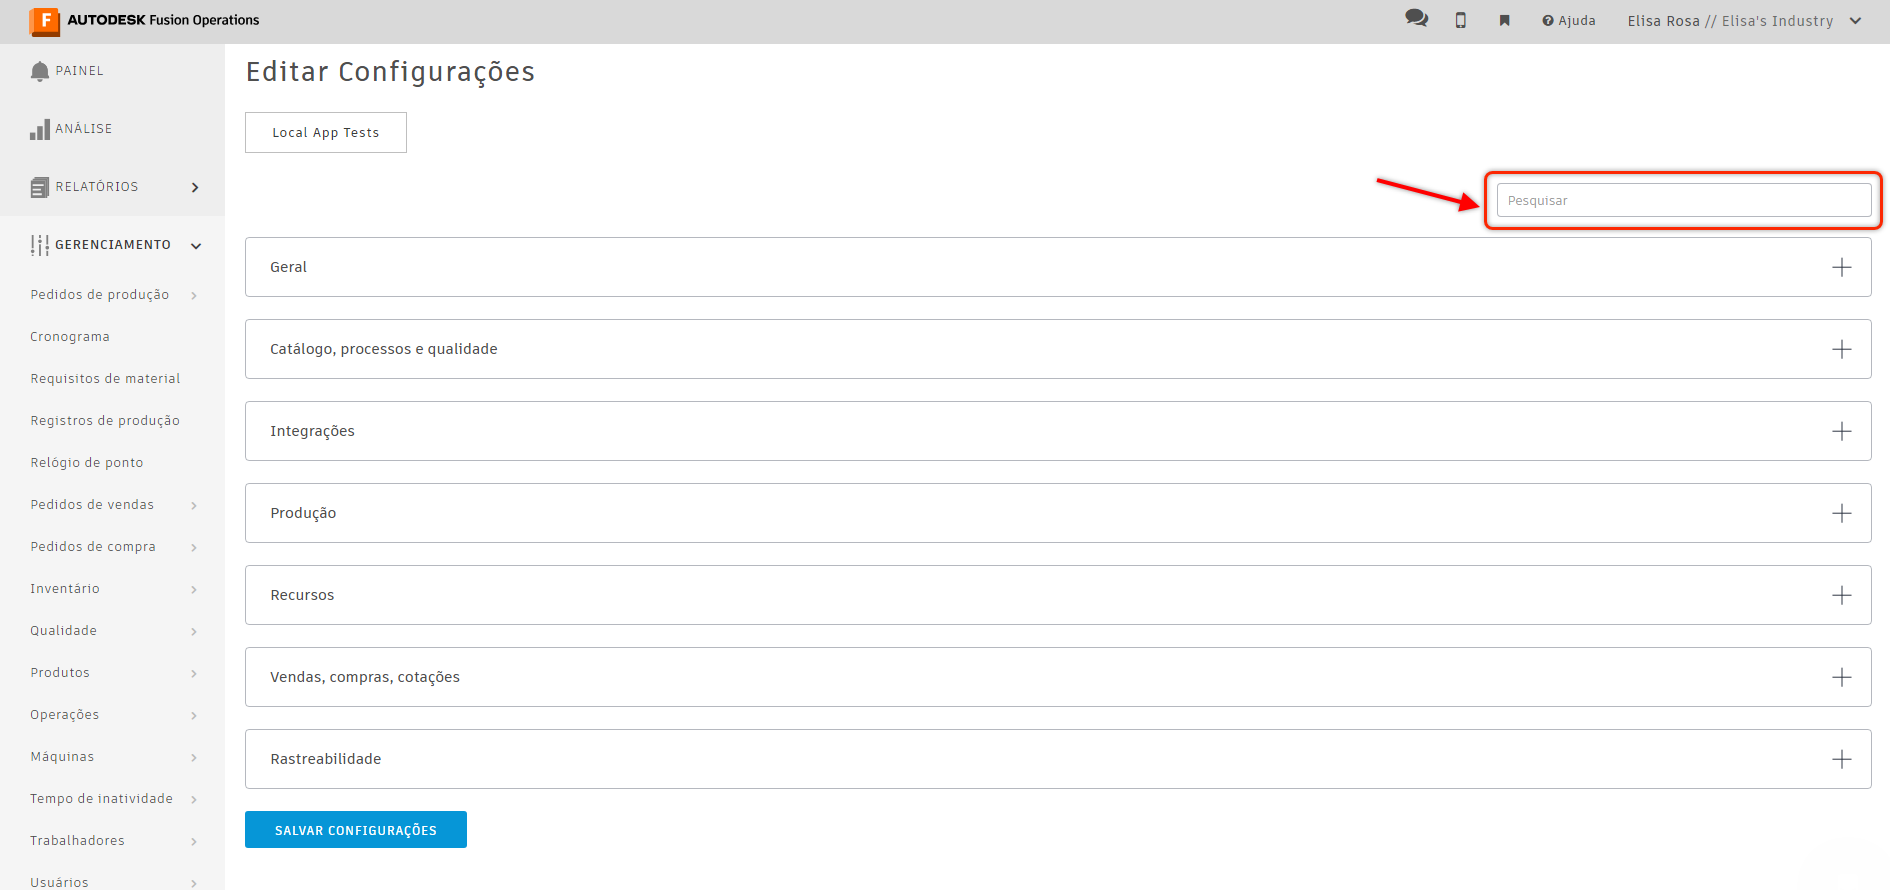 F AUTODESK Fusion Operations
Ajuda
Elisa Rosa // Elisa's Industry
PAINEL
ANÁLISE
RELATÓRIOS
GERENCIAMENTO
Pedidos de produção
Cronograma
Requisitos de material
Registros de produção
Relógio de ponto
Pedidos de vendas
Pedidos de compra
Inventário
Qualidade
Produtos
Operações
Máquinas
Tempo de inatividade
Trabalhadores
Usuários
Editar Configurações
Local App Tests
Pesquisar
Geral
Catálogo, processos e qualidade
Integrações
Produção
Recursos
Vendas, compras, cotações
Rastreabilidade
SALVAR CONFIGURAÇÕES